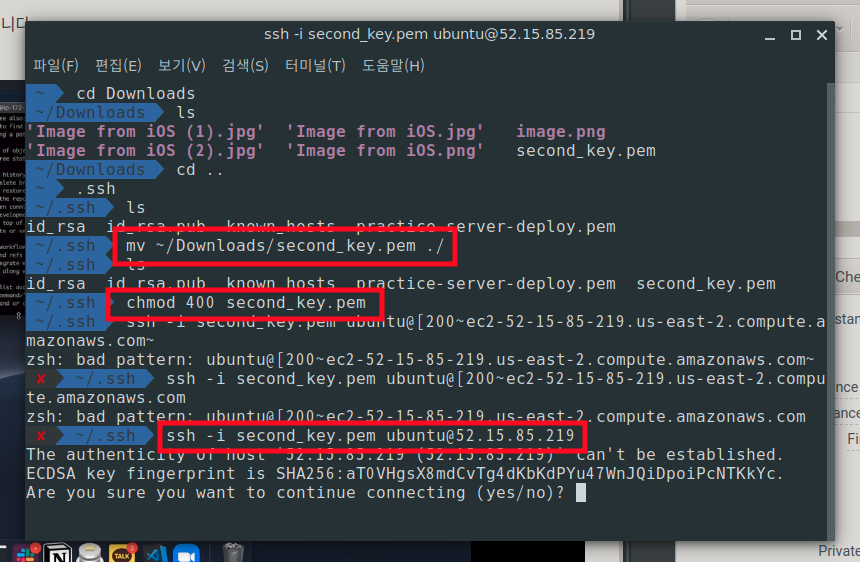 니다
ssh -i second_key.pem ubuntu@52.15.85.219
파일(F) 편집(E) 보기(V) 검색(S) 터미널(T) 도움말(H)
~ cd Downloads
~/Downloads ls
'Image from iOS (1).jpg' 'Image from iOS.jpg' image.png
'Image from iOS (2).jpg' 'Image from iOS.png' second_key.pem
~/Downloads cd ..
~ .ssh
~/.ssh ls
id_rsa id_rsa.pub known_hosts practice-server-deploy.pem
~/.ssh mv ~/Downloads/second_key.pem ./
~/.ssh ls
id_rsa id_rsa.pub known_hosts practice-server-deploy.pem second_key.pem
~/.ssh chmod 400 second_key.pem
~/.ssh ssh -i second_key.pem ubuntu@[200~ec2-52-15-85-219.us-east-2.compute.a
mazonaws.com~
zsh: bad pattern: ubuntu@[200~ec2-52-15-85-219.us-east-2.compute.amazonaws.com~
✘ ~/.ssh ssh -i second_key.pem ubuntu@[200~ec2-52-15-85-219.us-east-2.compu
te.amazonaws.com
zsh: bad pattern: ubuntu@[200~ec2-52-15-85-219.us-east-2.compute.amazonaws.com
✘ ~/.ssh ssh -i second_key.pem ubuntu@52.15.85.219
The authenticity of host '52.15.85.219 (52.15.85.219)' can't be established.
ECDSA key fingerprint is SHA256:aT0VHgsX8mdCvTg4dKbKdPYu47WnJQiDpoiPcNTKkYc.
Are you sure you want to continue connecting (yes/no)?
Che
stan
nce
ance
Fi
Private
TALK